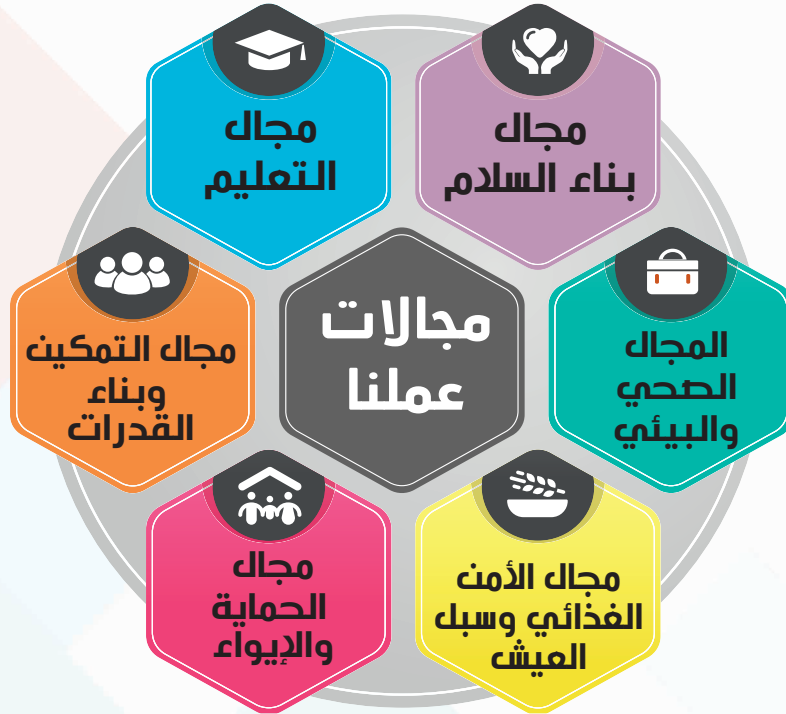 مجال
بناء السلام
مجال
التعليم
المجال
الصحي
والبيئي
مجالات
عملنا
مجال التمكين
وبناء
القدرات
مجال الأمن
الغذائي وسبل
العيش
مجال
الحماية
والإيواء